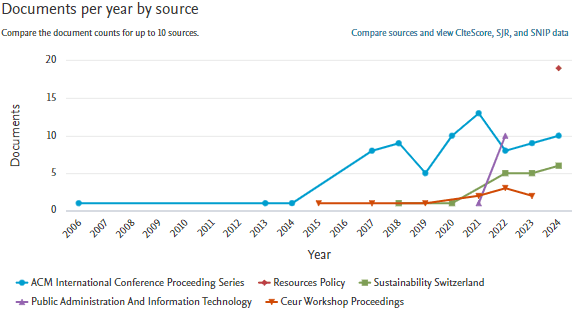 Documents per year by source
Compare the document counts for up to 10 sources.
Compare sources and view CiteScore, SJR, and SNIP data
20
15
10
5
0
Documents
2006 2007 2008 2009 2010 2011 2012 2013 2014 2015 2016 2017 2018 2019 2020 2021 2022 2023 2024
Year
ACM International Conference Proceeding Series Resources Policy Sustainability Switzerland
Public Administration And Information Technology Ceur Workshop Proceedings